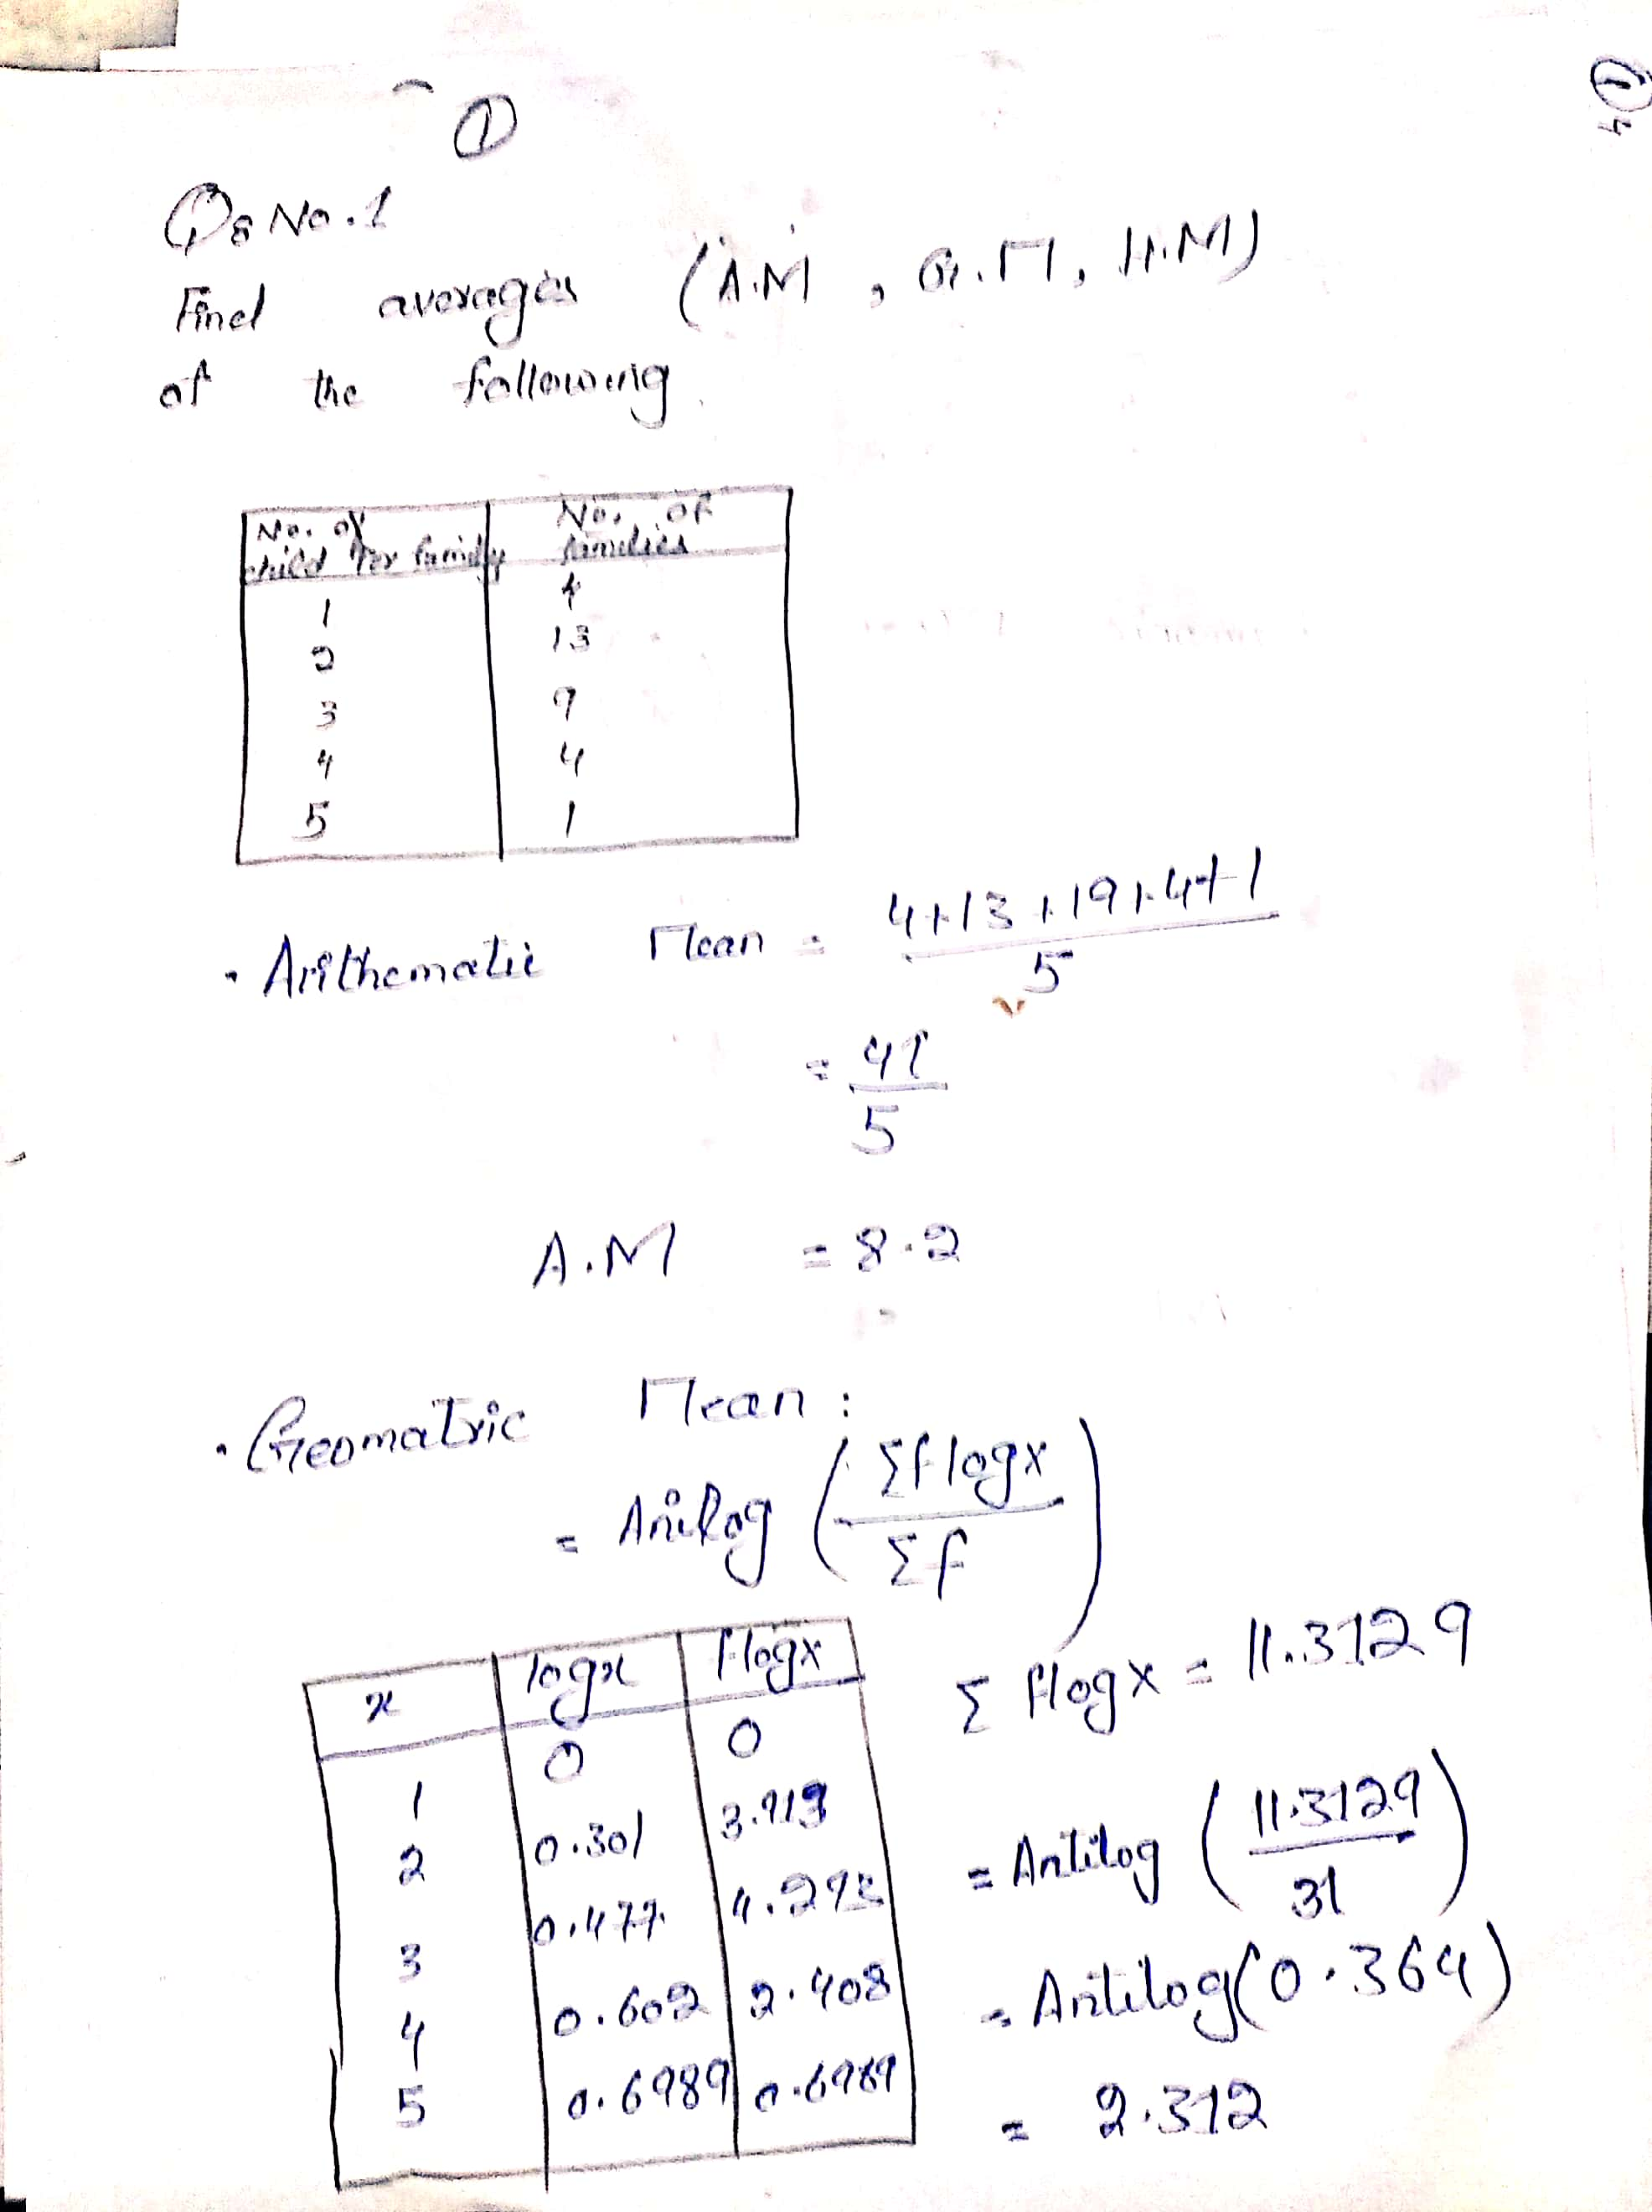 ①
Q8 No.1
Find averages (A.M , G.M, H.M)
of the following.
No. of child Per family | No. of families
1 | 4
2 | 13
3 | 9
4 | 4
5 | 1
• Arithematic Mean = 4+13+19+4+1 / 5
= 41 / 5
A.M = 8.2
• Geomatric Mean :
= Anilog ( Σf logx / Σf )
x | logx | flogx
1 | 0 | 0
2 | 0.301 | 3.913
3 | 0.477 | 4.293
4 | 0.602 | 2.408
5 | 0.6989 | 0.6989
Σ flogx = 11.3129
= Antilog ( 11.3129 / 31 )
= Antilog(0.364)
= 2.312